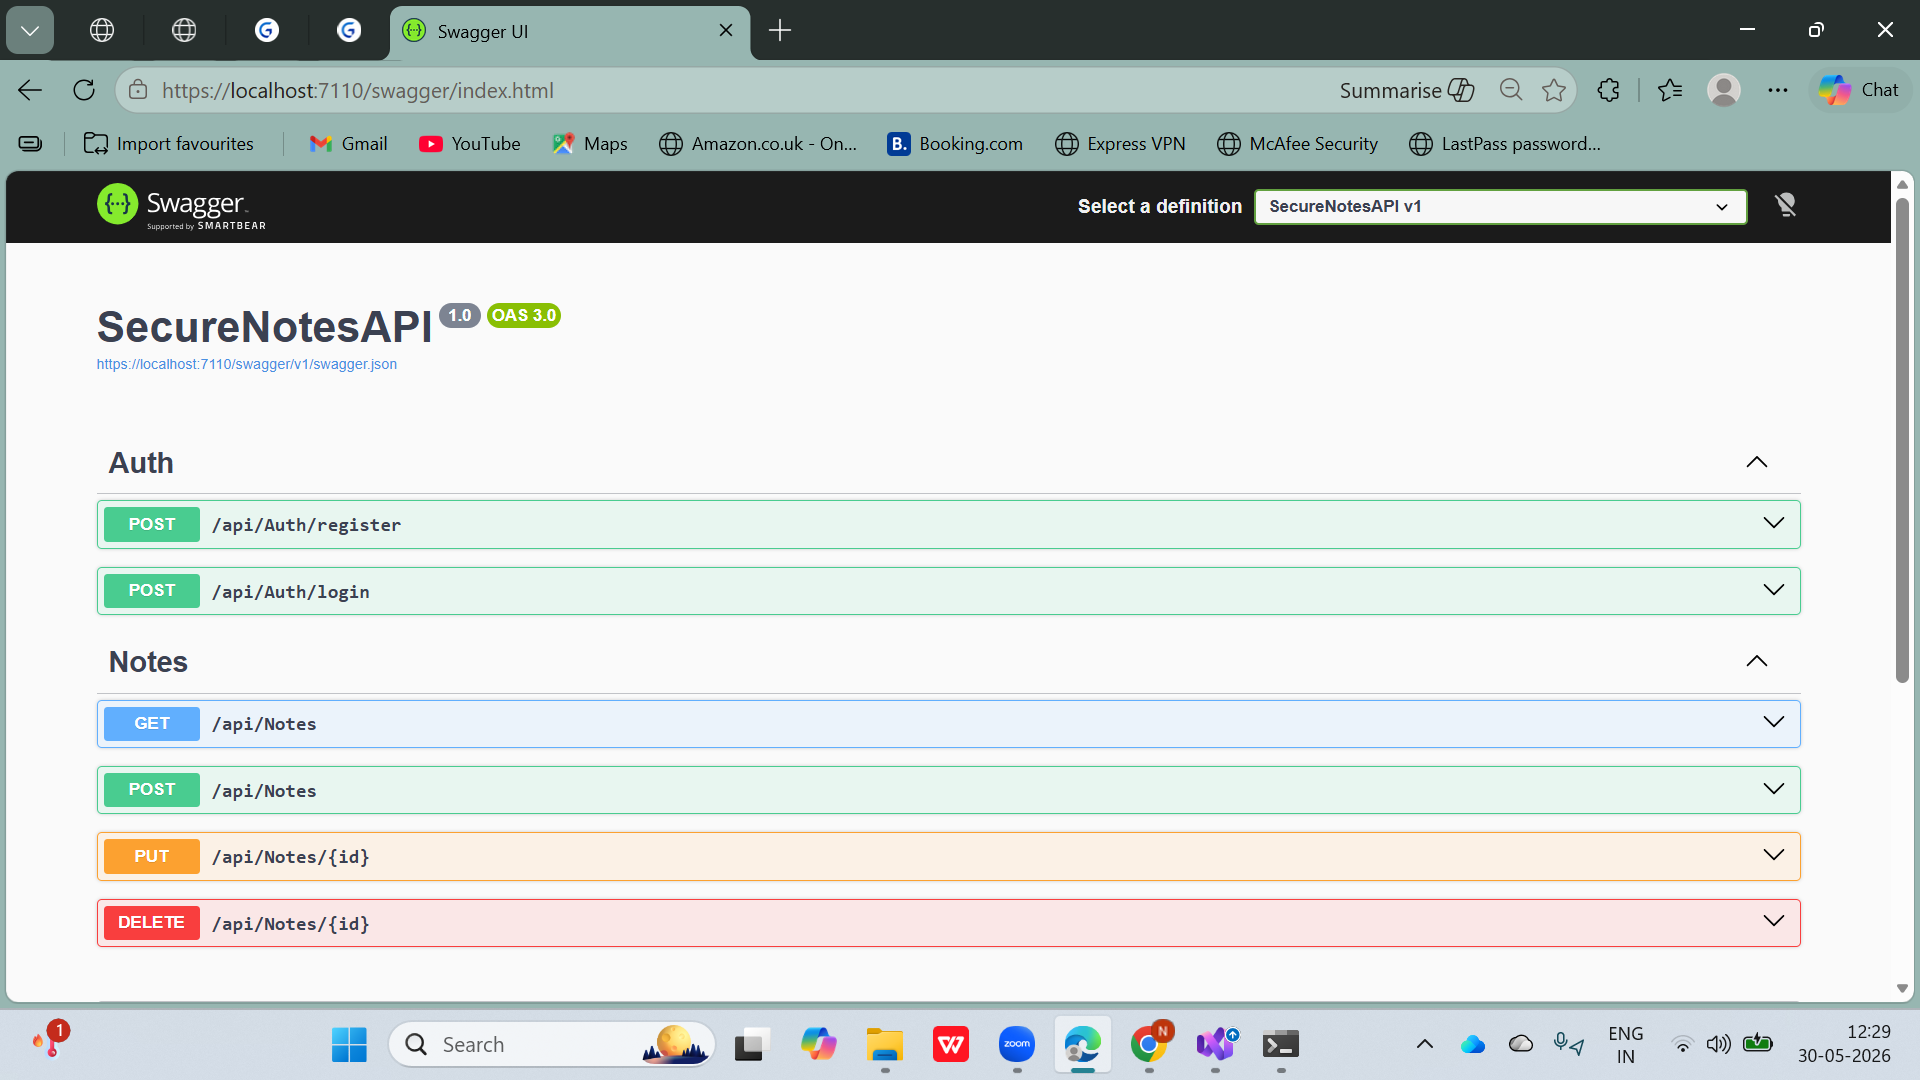 Swagger UI
https://localhost:7110/swagger/index.html
Summarise
Chat
Import favourites
Gmail
YouTube
Maps
Amazon.co.uk - On...
Booking.com
Express VPN
McAfee Security
LastPass password...
Swagger
Supported by SMARTBEAR
Select a definition
SecureNotesAPI v1
SecureNotesAPI 1.0 OAS 3.0
https://localhost:7110/swagger/v1/swagger.json
Auth
POST /api/Auth/register
POST /api/Auth/login
Notes
GET /api/Notes
POST /api/Notes
PUT /api/Notes/{id}
DELETE /api/Notes/{id}
1
Search
zoom
N
ENG
IN
12:29
30-05-2026